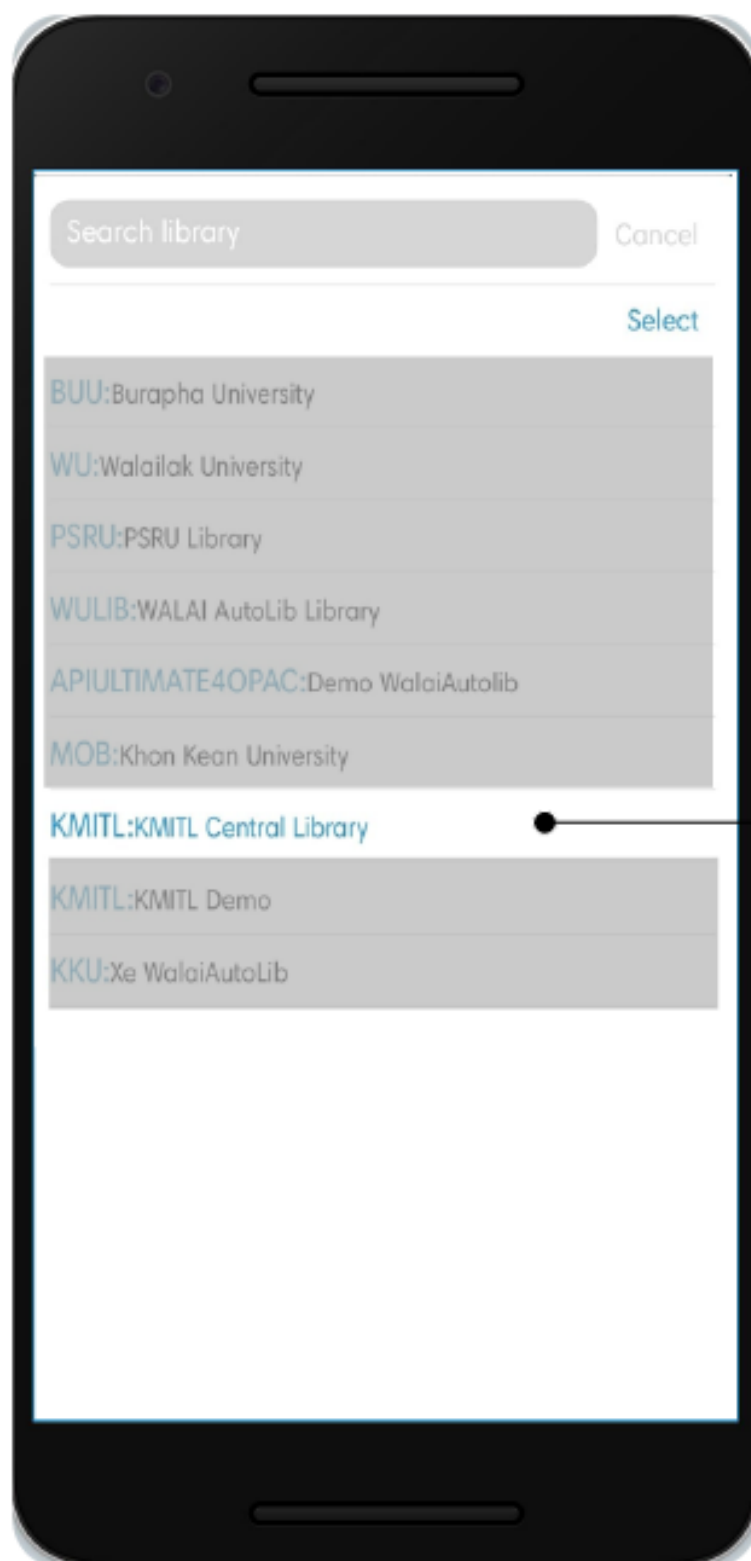 Search library
Cancel
Select
BUU:Burapha University
WU:Walailak University
PSRU:PSRU Library
WULIB:WALAI AutoLib Library
APIULTIMATE4OPAC:Demo WalaiAutolib
MOB:Khon Kean University
KMITL:KMITL Central Library
KMITL:KMITL Demo
KKU:Xe WalaiAutoLib